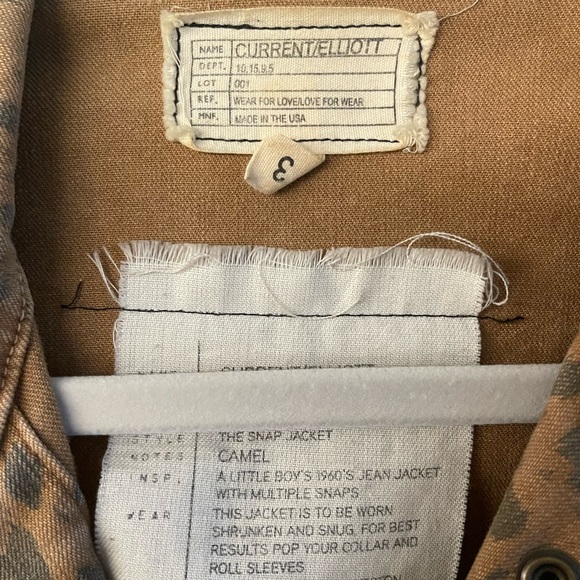 NAME CURRENT/ELLIOTT
DEPT. 10.15.9.5
LOT 001
REF. WEAR FOR LOVE/LOVE FOR WEAR
MNF. MADE IN THE USA
3
CURRENT/ELLIOTT
STYLE THE SNAP JACKET
NOTES CAMEL
INSP. A LITTLE BOY'S 1960'S JEAN JACKET
WITH MULTIPLE SNAPS
WEAR THIS JACKET IS TO BE WORN
SHRUNKEN AND SNUG, FOR BEST
RESULTS POP YOUR COLLAR AND
ROLL SLEEVES